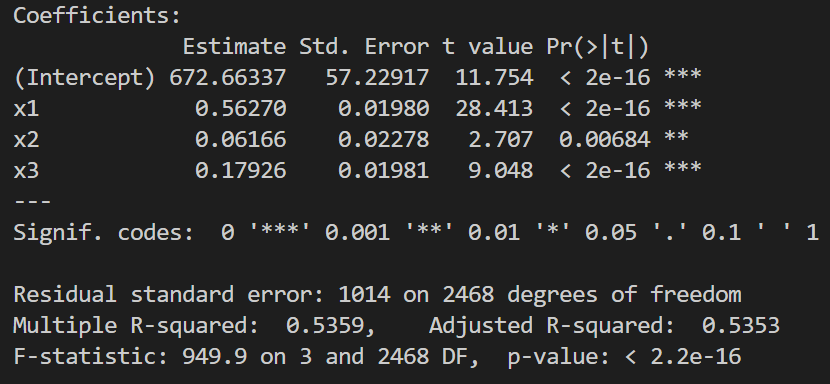 Coefficients:
             Estimate Std. Error t value Pr(>|t|)
(Intercept) 672.66337   57.22917  11.754  < 2e-16 ***
x1            0.56270    0.01980  28.413  < 2e-16 ***
x2            0.06166    0.02278   2.707  0.00684 **
x3            0.17926    0.01981   9.048  < 2e-16 ***
---
Signif. codes:  0 '***' 0.001 '**' 0.01 '*' 0.05 '.' 0.1 ' ' 1
Residual standard error: 1014 on 2468 degrees of freedom
Multiple R-squared:  0.5359,    Adjusted R-squared:  0.5353
F-statistic: 949.9 on 3 and 2468 DF,  p-value: < 2.2e-16